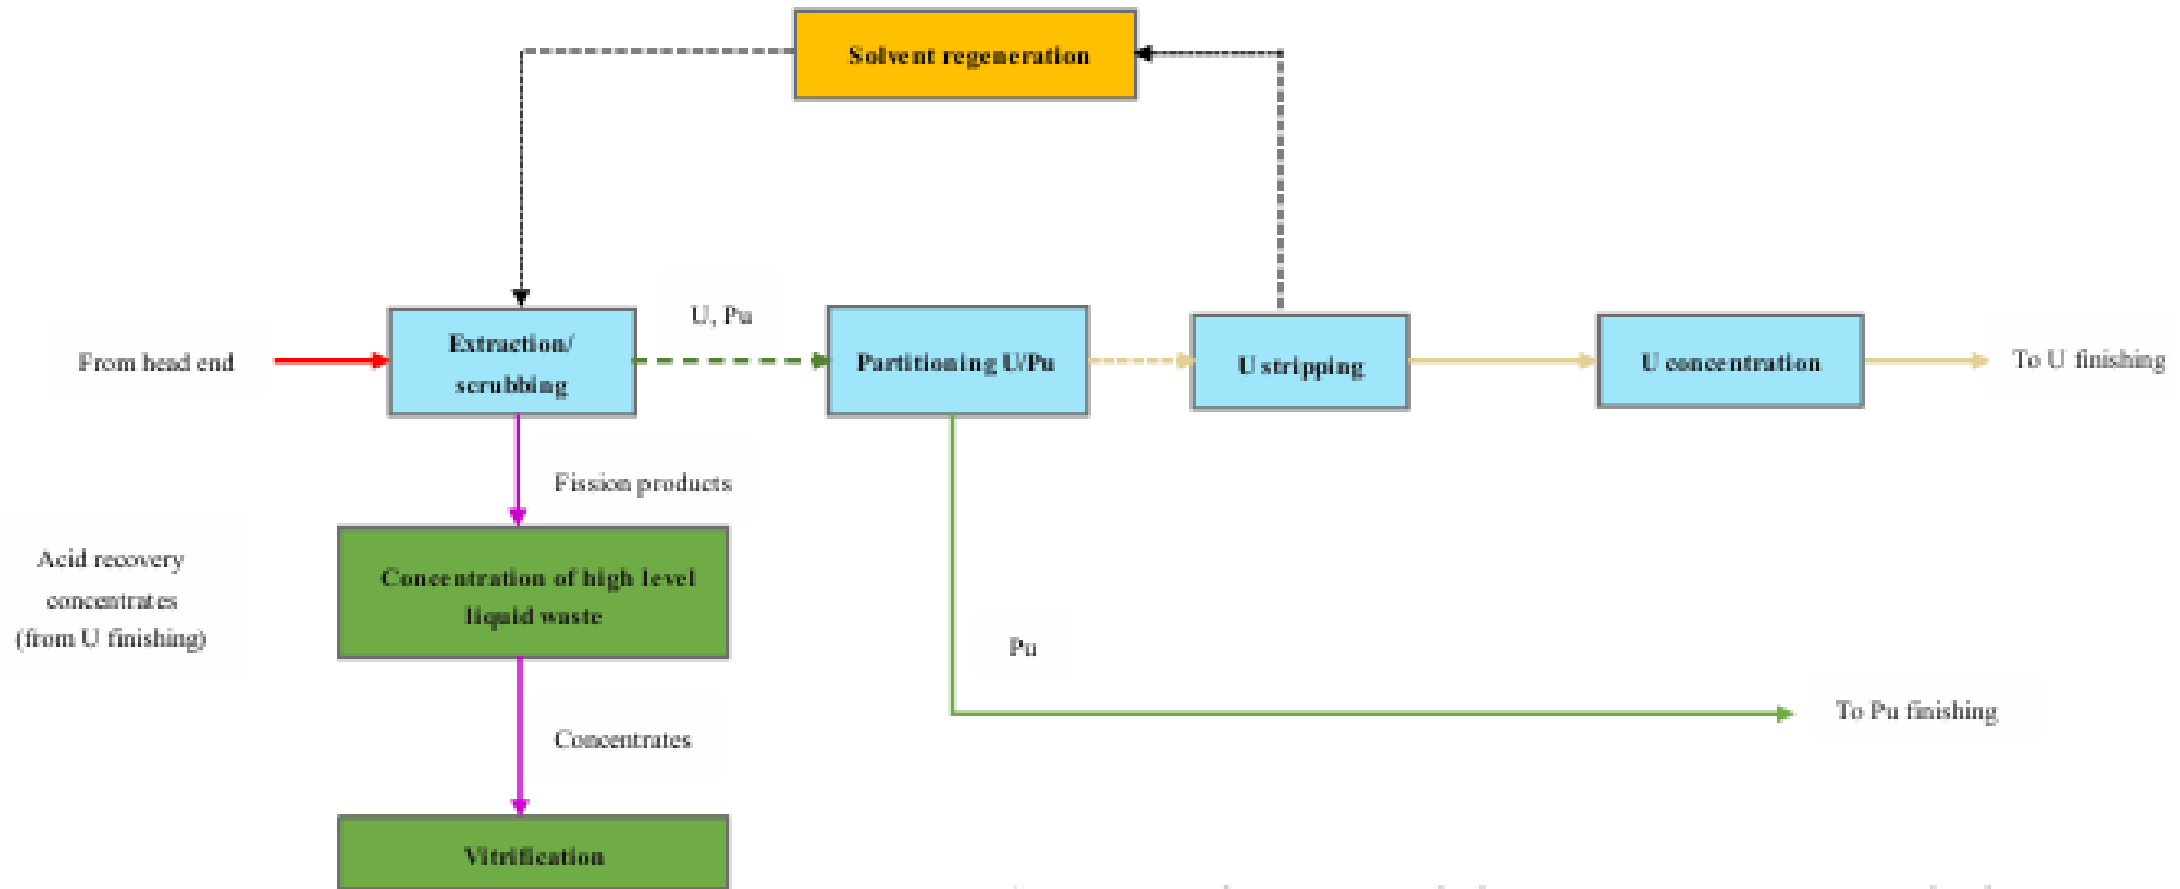 Solvent regeneration
U, Pu
From head end
Extraction/
scrubbing
Partitioning U/Pu
U stripping
U concentration
To U finishing
Fission products
Acid recovery
concentrates
(from U finishing)
Concentration of high level
liquid waste
Pu
To Pu finishing
Concentrates
Vitrification